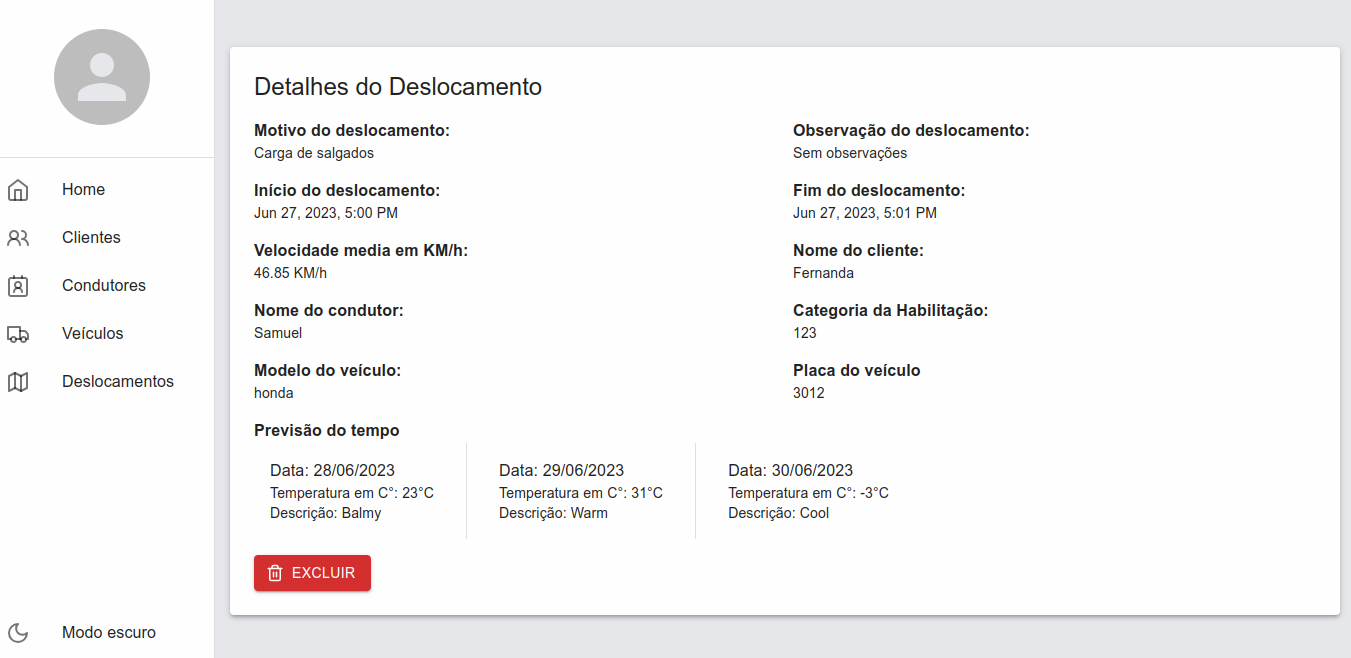 Home
Clientes
Condutores
Veículos
Deslocamentos
Modo escuro
Detalhes do Deslocamento
Motivo do deslocamento:
Carga de salgados
Observação do deslocamento:
Sem observações
Início do deslocamento:
Jun 27, 2023, 5:00 PM
Fim do deslocamento:
Jun 27, 2023, 5:01 PM
Velocidade media em KM/h:
46.85 KM/h
Nome do cliente:
Fernanda
Nome do condutor:
Samuel
Categoria da Habilitação:
123
Modelo do veículo:
honda
Placa do veículo
3012
Previsão do tempo
Data: 28/06/2023
Temperatura em C°: 23°C
Descrição: Balmy
Data: 29/06/2023
Temperatura em C°: 31°C
Descrição: Warm
Data: 30/06/2023
Temperatura em C°: -3°C
Descrição: Cool
EXCLUIR